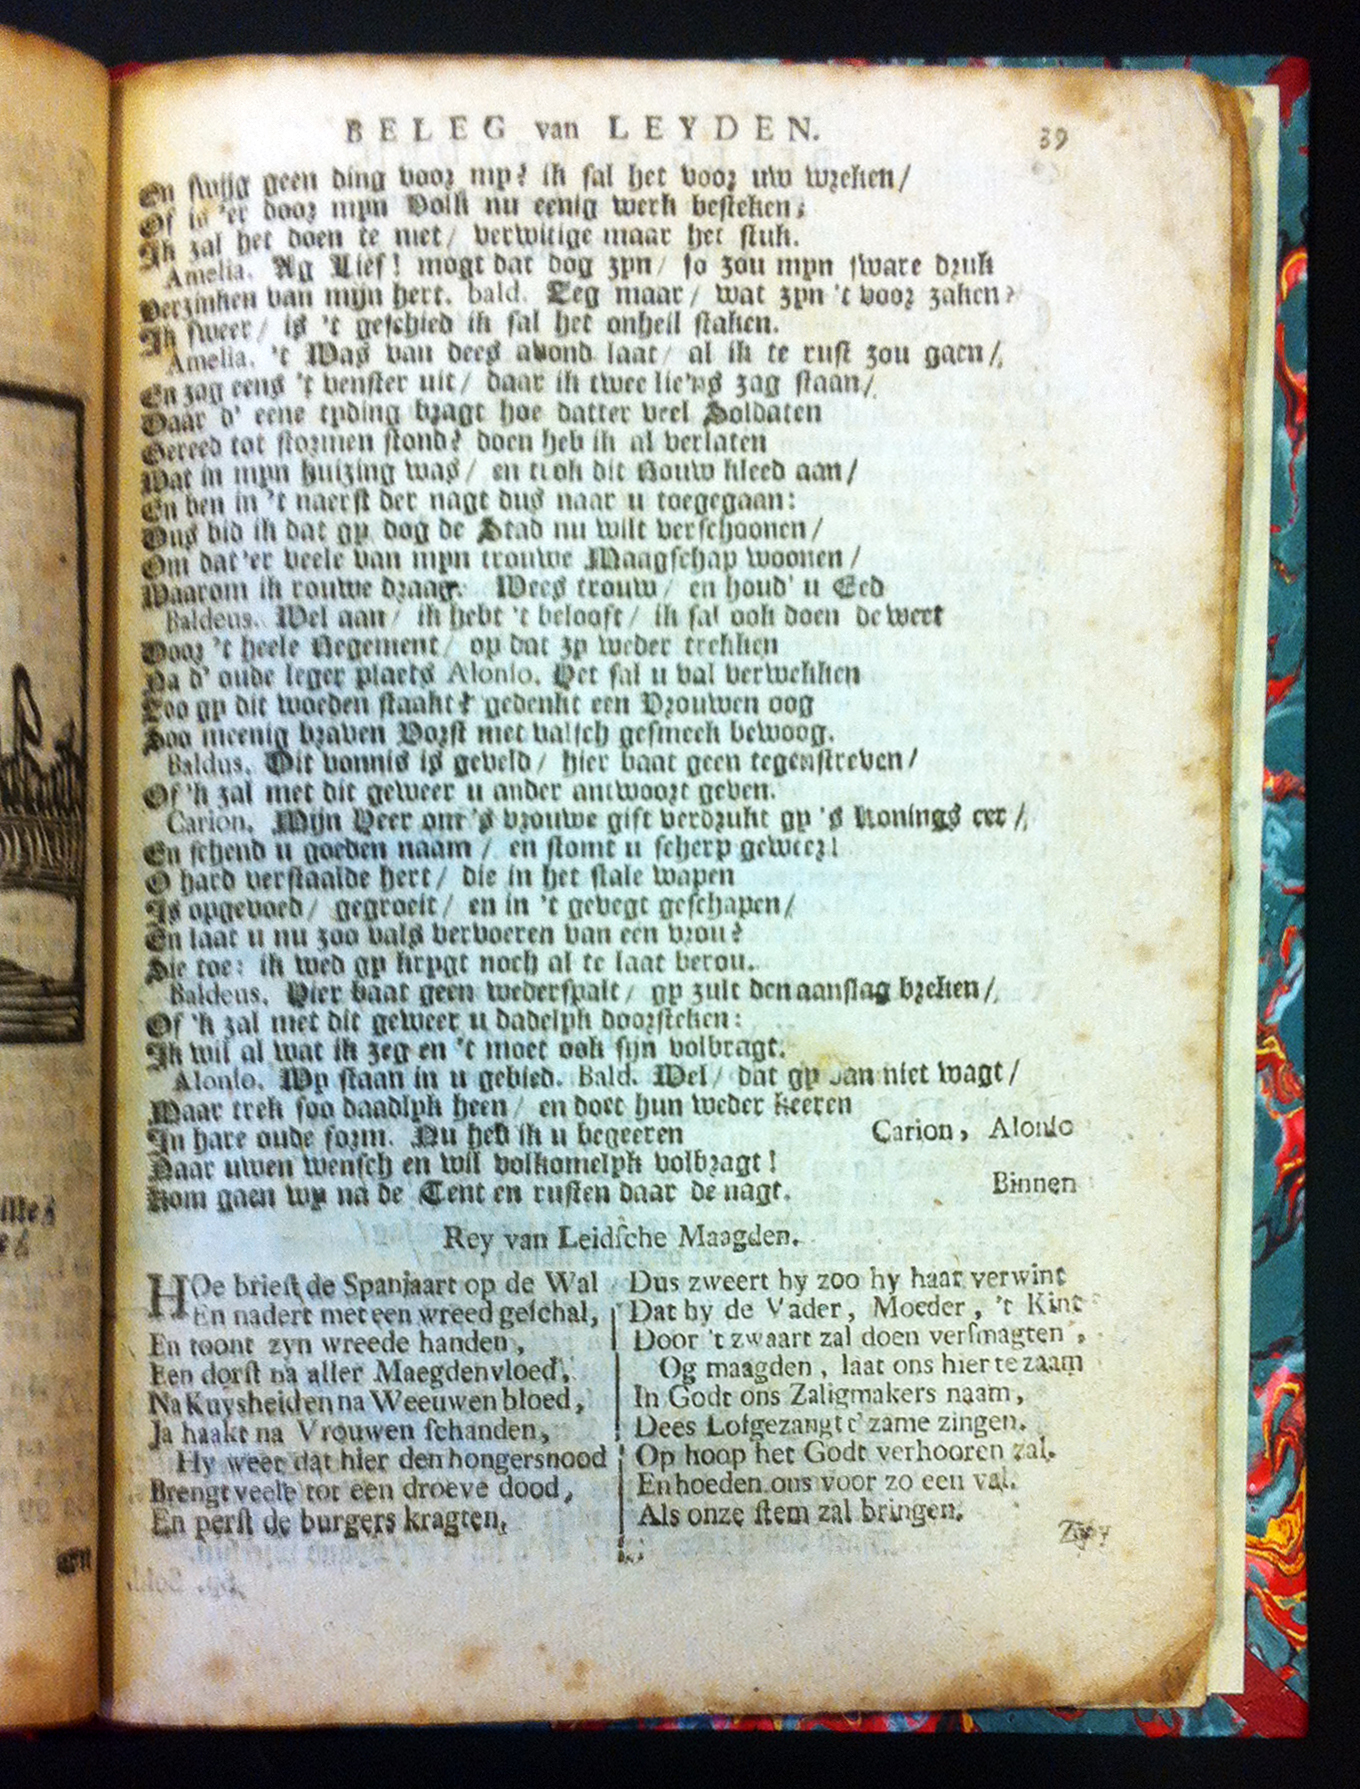 BELEG van LEYDEN. 39
En swijg geen ding voor myn? ik sal het voor uw wreken/
Of is 'er door myn Volk nu eenig werk besteken;
Ik zal het doen te niet/ verwittige maar het stuk.
Amelia. Ag Lief! mogt dat dog zyn/ so zou myn sware druk
Verzinken van mijn hert. bald. Zeg maar/ wat zyn 't voor zaken?
Ik sweer/ is 't geschied ik sal het onheil staken.
Amelia. 't Was van dees avond laat/ al ik te rust zou gaen/
En zag eens 't venster uit/ daar ik twee lie'ns zag staan/
Daar d' eene tyding bragt hoe datter veel Soldaten
Gereed tot stormen stond? doen heb ik al verlaten
Wat in myn huizing was/ en trok dit Rouw kleed aan/
En ben in 't naerst der nagt dus naar u toegegaan:
Dus bid ik dat gy dog de Stad nu wilt verschoonen/
Om dat 'er veele van myn trouwe Maagschap woonen/
Waarom ik rouwe draag. Wees trouw/ en houd' u Eed
Baldeus. Wel aan/ ik hebt 't belooft/ ik sal ook doen de weet
Door 't heele Regement/ op dat zy weder trekken
Na d' oude leger plaets Alonso. Het sal u val verwekken
Zoo gy dit woeden staakt? gedenkt een Vrouwen oog
Soo meenig braven Vorst met valsch gesmeek bewoog.
Baldus. Dit vonnis is geveld/ hier baat geen tegenstreven/
Of 'k zal met dit geweer u ander antwoort geven.
Carion. Mijn Heer om 's vrouwe gift verdrukt gy 's Konings eer/
En schend u goeden naam/ en stomt u scherp geweer!
O hard verstaalde hert/ die in het stale wapen
Is opgevoed/ gegroeit/ en in 't gevegt geschapen/
En laat u nu zoo vals vervoeren van een vrou?
Sie toe: ik wed gy krygt noch al te laat berou.
Baldeus. Hier baat geen wederspalt/ gy zult den aanslag breken/
Of 'k zal met dit geweer u dadelyk doorsteken:
Ik wil al wat ik zeg en 't moet ook sijn volbragt.
Alonso. Wy staan in u gebied. Bald. Wel/ dat gy dan niet wagt/
Maar trek soo daadlyk heen/ en doet hun weder keeren
In hare oude form. Nu heb ik u begeeren Carion, Alonso
Naar uwen wensch en wil volkomelyk volbragt! Binnen
Kom gaen wy na de Tent en rusten daar de nagt.
Rey van Leidsche Maagden.
HOe briest de Spanjaart op de Wal
En nadert met een wreed geschal,
En toont zyn wreede handen,
Een dorst na aller Maegdenvloed,
Na Kuysheiden na Weeuwen bloed,
Ja haakt na Vrouwen schanden,
Hy weet dat hier den hongersnood
Brengt veele tot een droeve dood,
En perst de burgers kragten,
Dus zweert hy zoo hy haar verwint
Dat hy de Vader, Moeder, 't Kint
Door 't zwaart zal doen versmagten,
Og maagden, laat ons hier te zaam
In Godt ons Zaligmakers naam,
Dees Lofgezangt t' zame zingen.
Op hoop het Godt verhooren zal.
En hoeden ons voor zo een val.
Als onze stem zal bringen.
Zy